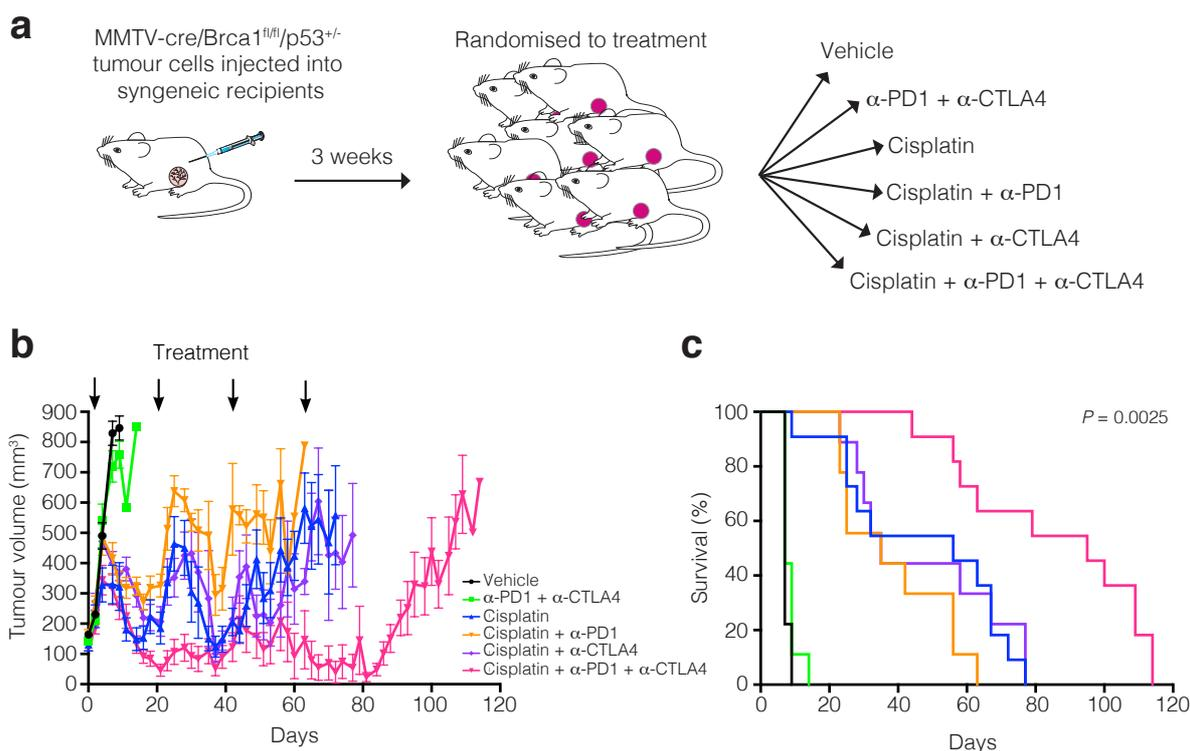 a
MMTV-cre/Brca1fl/fl/p53+/-
tumour cells injected into
syngeneic recipients
3 weeks
Randomised to treatment
Vehicle
α-PD1 + α-CTLA4
Cisplatin
Cisplatin + α-PD1
Cisplatin + α-CTLA4
Cisplatin + α-PD1 + α-CTLA4
b
Treatment
Tumour volume (mm3)
900
800
700
600
500
400
300
200
100
0
0 20 40 60 80 100 120
Days
Vehicle
α-PD1 + α-CTLA4
Cisplatin
Cisplatin + α-PD1
Cisplatin + α-CTLA4
Cisplatin + α-PD1 + α-CTLA4
c
P = 0.0025
Survival (%)
100
80
60
40
20
0
0 20 40 60 80 100 120
Days